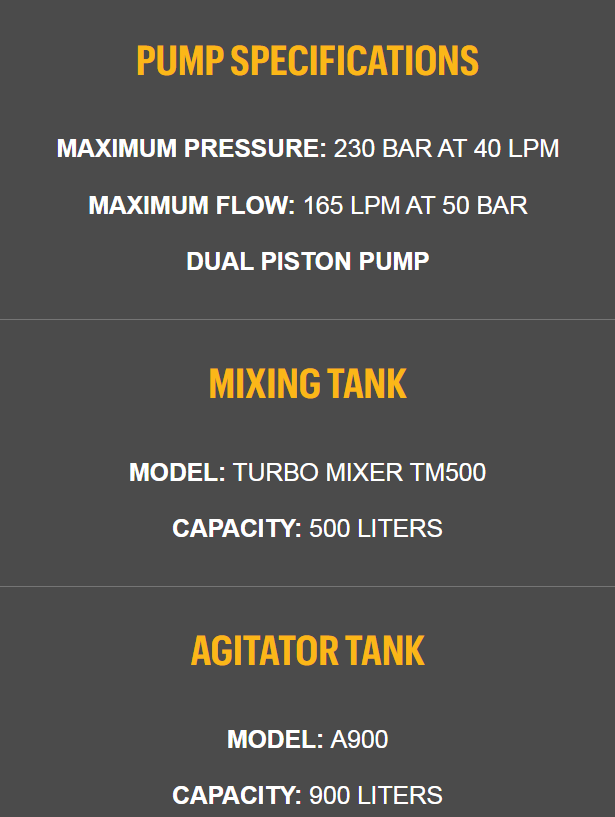 PUMP SPECIFICATIONS
MAXIMUM PRESSURE: 230 BAR AT 40 LPM
MAXIMUM FLOW: 165 LPM AT 50 BAR
DUAL PISTON PUMP
MIXING TANK
MODEL: TURBO MIXER TM500
CAPACITY: 500 LITERS
AGITATOR TANK
MODEL: A900
CAPACITY: 900 LITERS